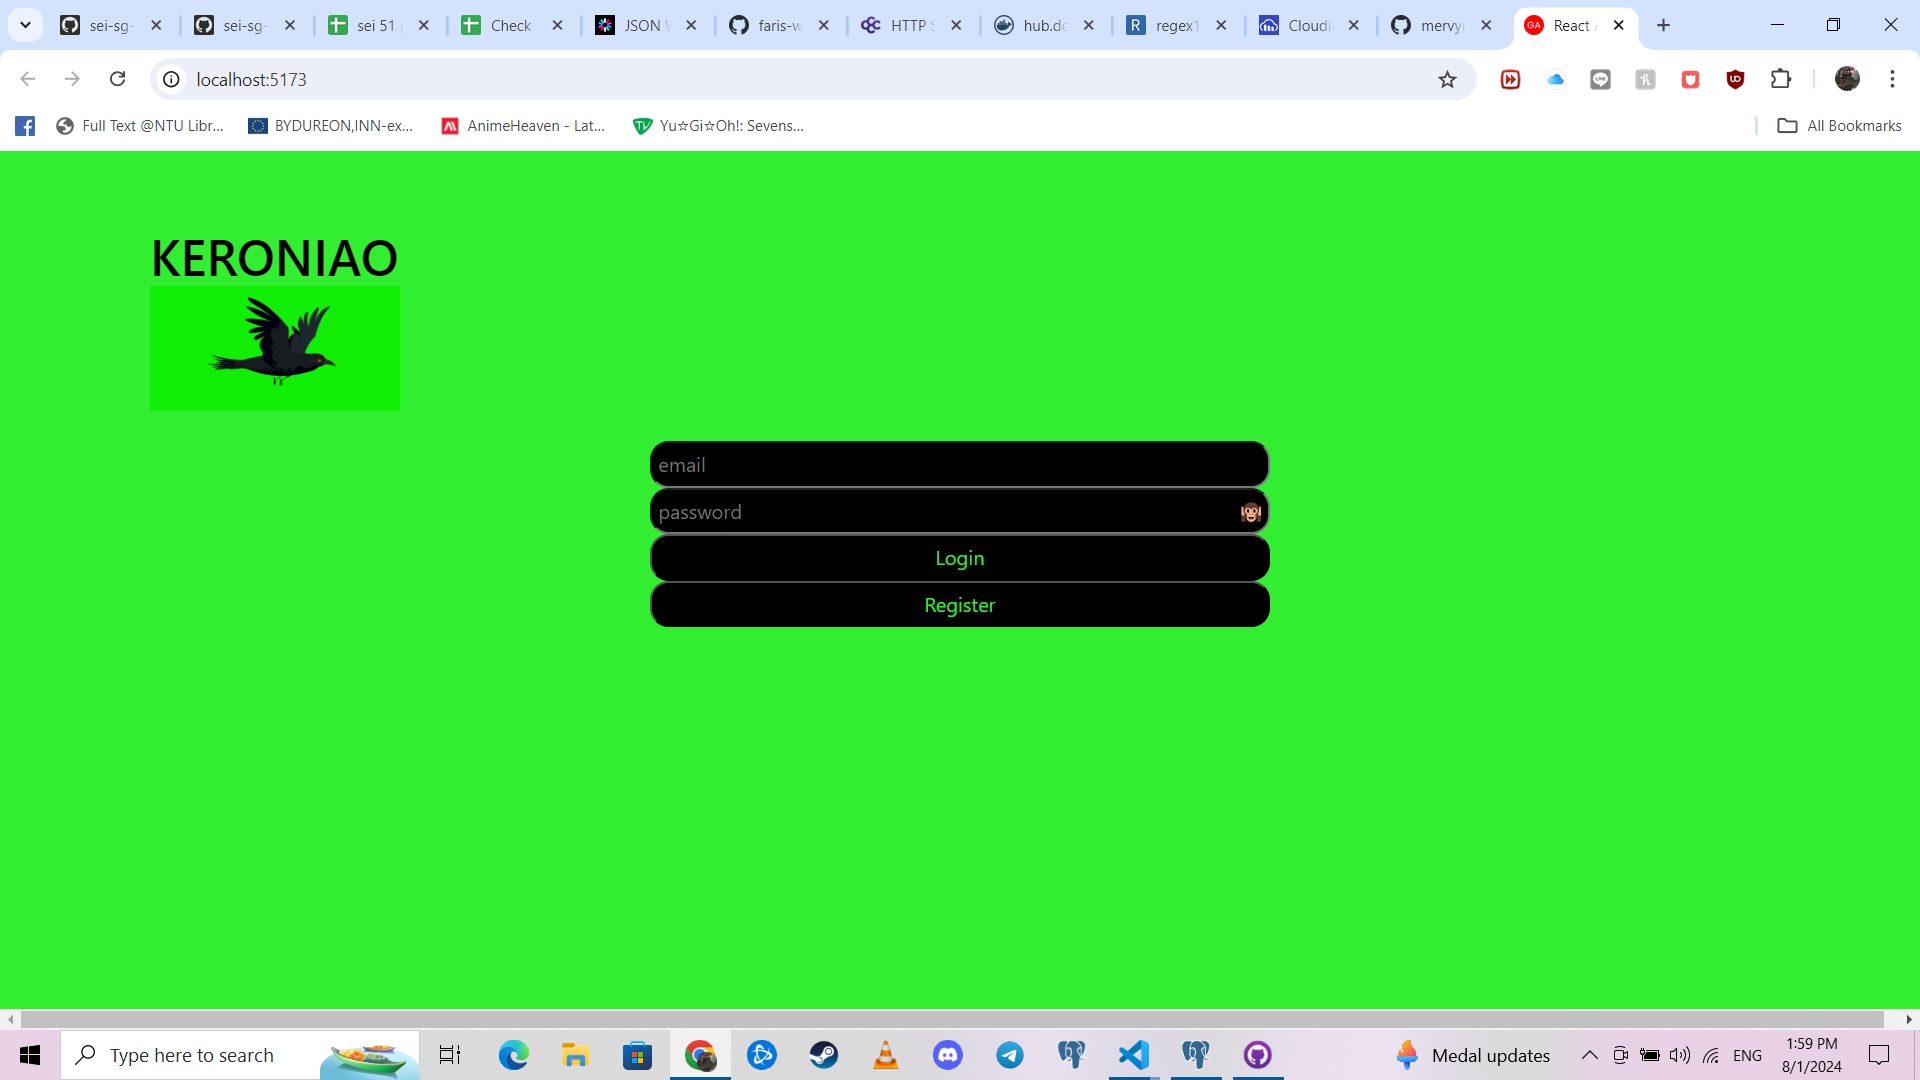 sei-sg-
sei-sg-
sei 51
Check
JSON
faris-w
HTTP S
hub.dc
R
regex1
Cloudi
mervy
GA
React
localhost:5173
Full Text @NTU Libr...
BYDUREON,INN-ex...
AnimeHeaven - Lat...
Yu☆Gi☆Oh!: Sevens...
All Bookmarks
KERONIAO
email
password
Login
Register
Type here to search
Medal updates
ENG
1:59 PM
8/1/2024